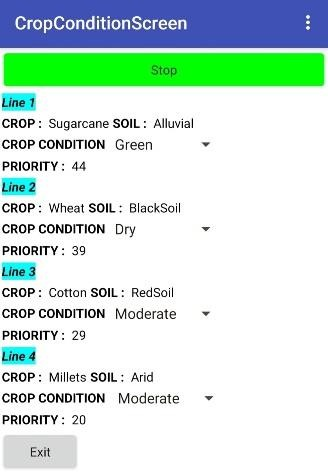 CropConditionScreen
Stop
Line 1
CROP : Sugarcane SOIL : Alluvial
CROP CONDITION Green
PRIORITY : 44
Line 2
CROP : Wheat SOIL : BlackSoil
CROP CONDITION Dry
PRIORITY : 39
Line 3
CROP : Cotton SOIL : RedSoil
CROP CONDITION Moderate
PRIORITY : 29
Line 4
CROP : Millets SOIL : Arid
CROP CONDITION Moderate
PRIORITY : 20
Exit